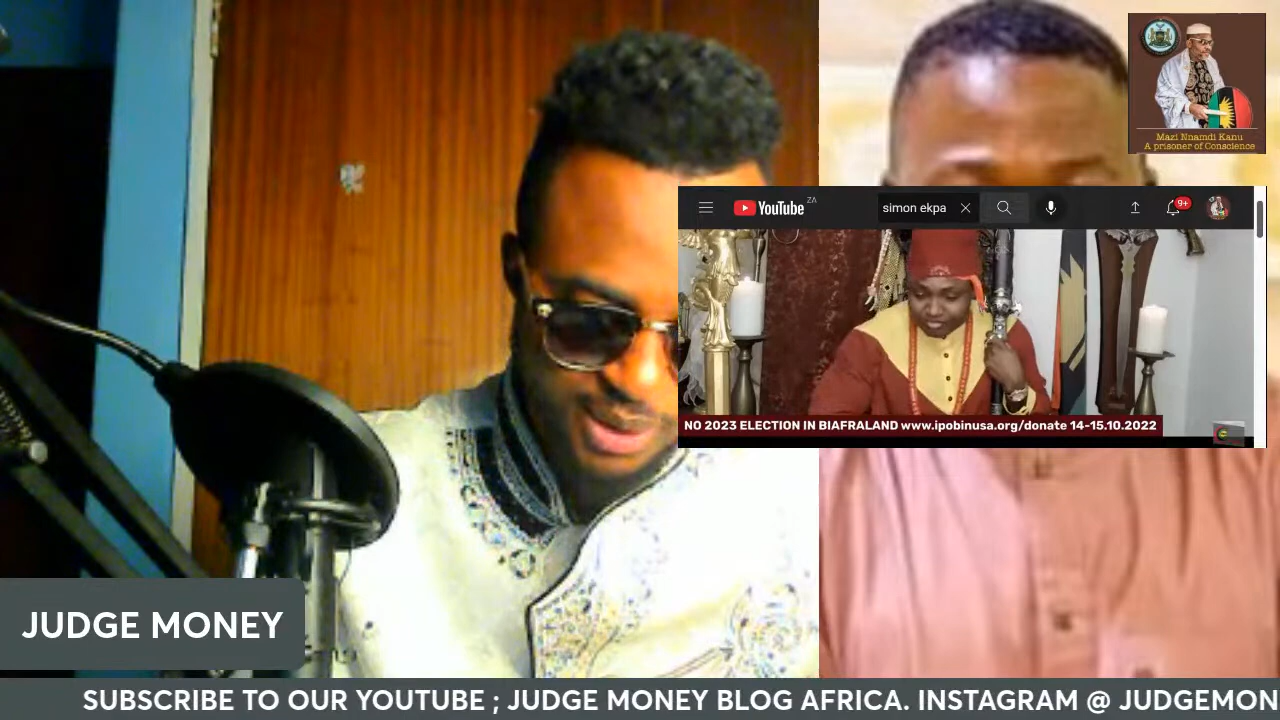 Mazi Nnamdi Kanu
A prisoner of Conscience
YouTube ZA
simon ekpa
9+
NO 2023 ELECTION IN BIAFRALAND www.ipobinusa.org/donate 14-15.10.2022
JUDGE MONEY
SUBSCRIBE TO OUR YOUTUBE ; JUDGE MONEY BLOG AFRICA. INSTAGRAM @ JUDGEMON